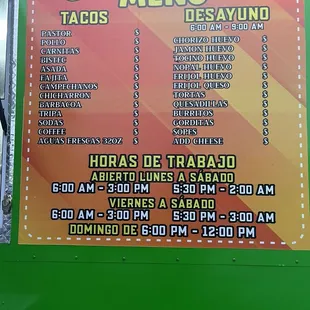 MENU
TACOS
PASTOR $
POLLO $
CARNITAS $
BISTEC $
ASADA $
FAJITA $
CAMPECHANOS $
CHICHARRON $
BARBACOA $
TRIPA $
SODAS $
COFFEE $
AGUAS FRESCAS 32OZ $
DESAYUNO
6:00 AM - 9:00 AM
CHORIZO HUEVO $
JAMON HUEVO $
TOCINO HUEVO $
NOPAL HUEVO $
FRIJOL HUEVO $
FRIJOL QUESO $
TORTAS $
QUESADILLAS $
BURRITOS $
GORDITAS $
SOPES $
ADD CHEESE $
HORAS DE TRABAJO
ABIERTO LUNES A SÁBADO
6:00 AM - 3:00 PM 5:30 PM - 2:00 AM
VIERNES A SÁBADO
6:00 AM - 3:00 PM 5:30 PM - 3:00 AM
DOMINGO DE 6:00 PM - 12:00 PM